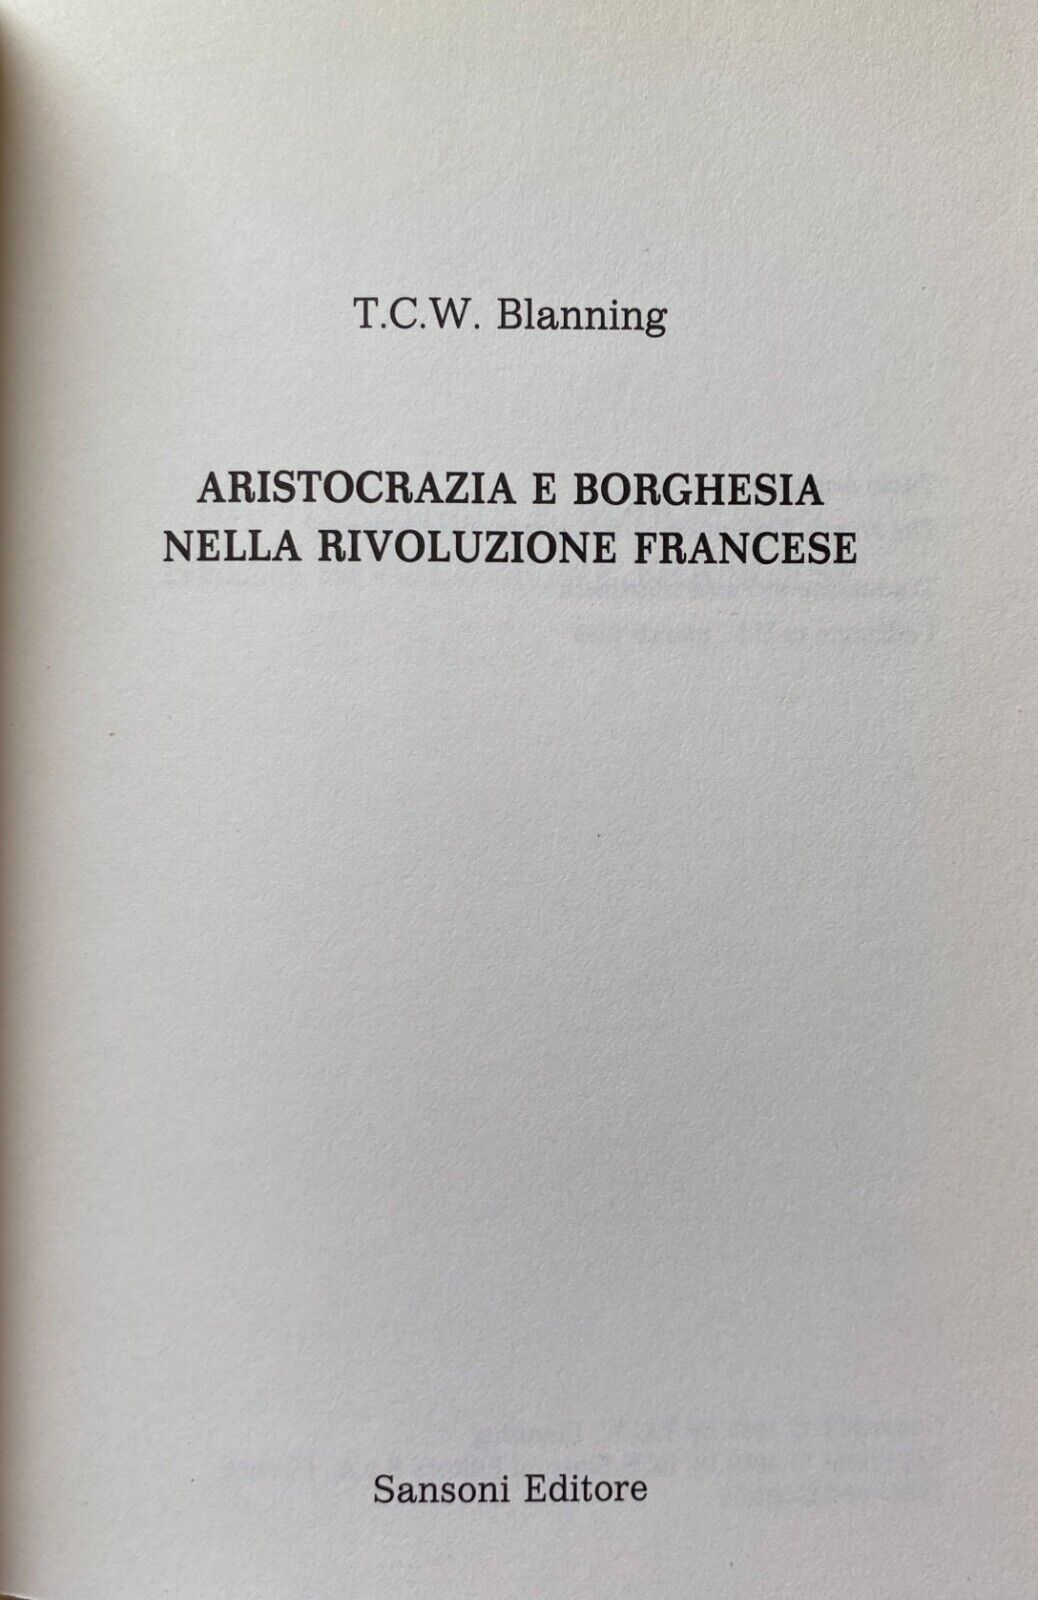 T.C.W. Blanning
ARISTOCRAZIA E BORGHESIA
NELLA RIVOLUZIONE FRANCESE
Sansoni Editore